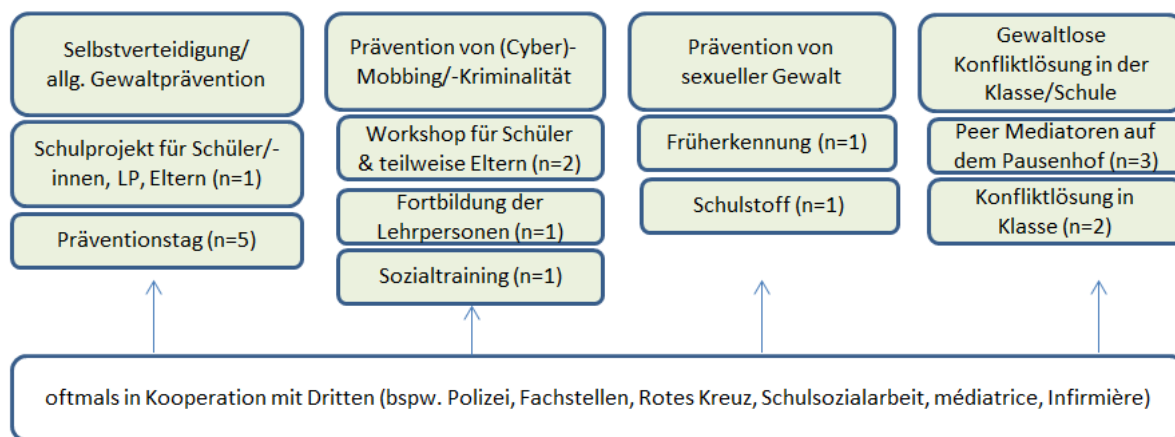 Selbstverteidigung/
allg. Gewaltprävention
Schulprojekt für Schüler/-
innen, LP, Eltern (n=1)
Präventionstag (n=5)
Prävention von (Cyber)-
Mobbing/-Kriminalität
Workshop für Schüler
& teilweise Eltern (n=2)
Fortbildung der
Lehrpersonen (n=1)
Sozialtraining (n=1)
Prävention von
sexueller Gewalt
Früherkennung (n=1)
Schulstoff (n=1)
Gewaltlose
Konfliktlösung in der
Klasse/Schule
Peer Mediatoren auf
dem Pausenhof (n=3)
Konfliktlösung in
Klasse (n=2)
oftmals in Kooperation mit Dritten (bspw. Polizei, Fachstellen, Rotes Kreuz, Schulsozialarbeit, médiatrice, Infirmière)